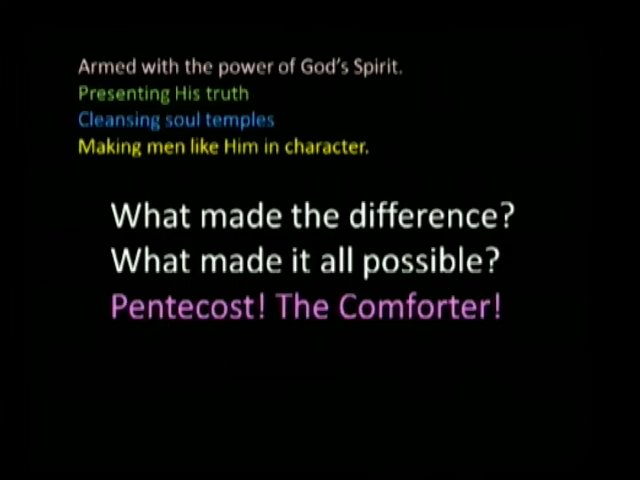 Armed with the power of God's Spirit.
Presenting His truth
Cleansing soul temples
Making men like Him in character.
What made the difference?
What made it all possible?
Pentecost! The Comforter!